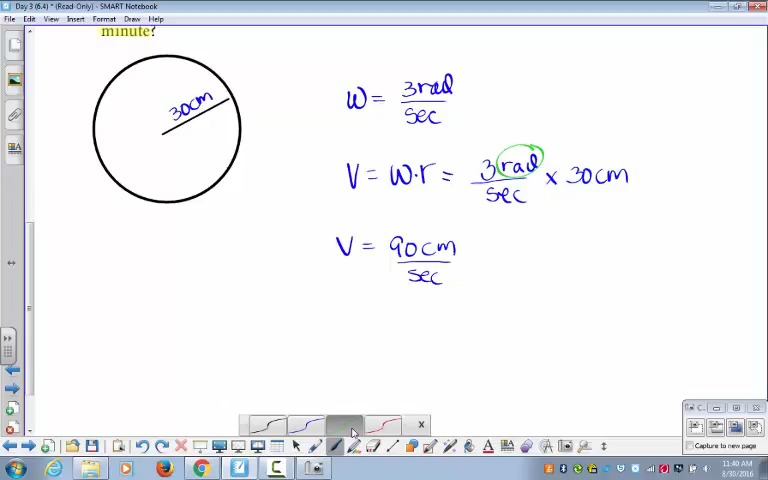 Day 3 (6.4) * (Read-Only) - SMART Notebook
File Edit View Insert Format Draw Window Help
minute?
30cm
W = 3rad
sec
V = W·r = 3rad
sec × 30cm
V = 90cm
sec
Capture to new page
11:40 AM
8/30/2016